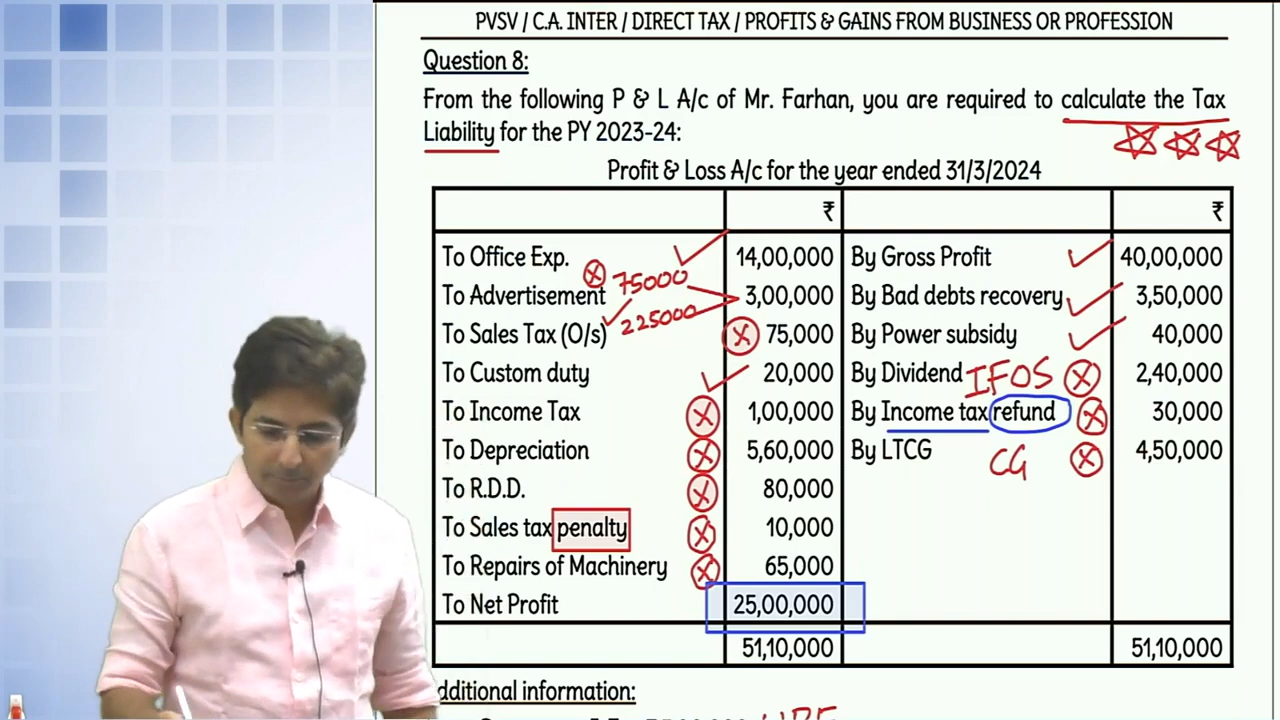 PVSV / C.A. INTER / DIRECT TAX / PROFITS & GAINS FROM BUSINESS OR PROFESSION
Question 8:
From the following P & L A/c of Mr. Farhan, you are required to calculate the Tax
Liability for the PY 2023-24:
Profit & Loss A/c for the year ended 31/3/2024
₹ ₹
To Office Exp. 14,00,000 By Gross Profit 40,00,000
75000
To Advertisement 3,00,000 By Bad debts recovery 3,50,000
225000
To Sales Tax (O/s) 75,000 By Power subsidy 40,000
To Custom duty 20,000 By Dividend IFOS 2,40,000
To Income Tax 1,00,000 By Income tax refund 30,000
To Depreciation 5,60,000 By LTCG CG 4,50,000
To R.D.D. 80,000
To Sales tax penalty 10,000
To Repairs of Machinery 65,000
To Net Profit 25,00,000
51,10,000 51,10,000
dditional information: